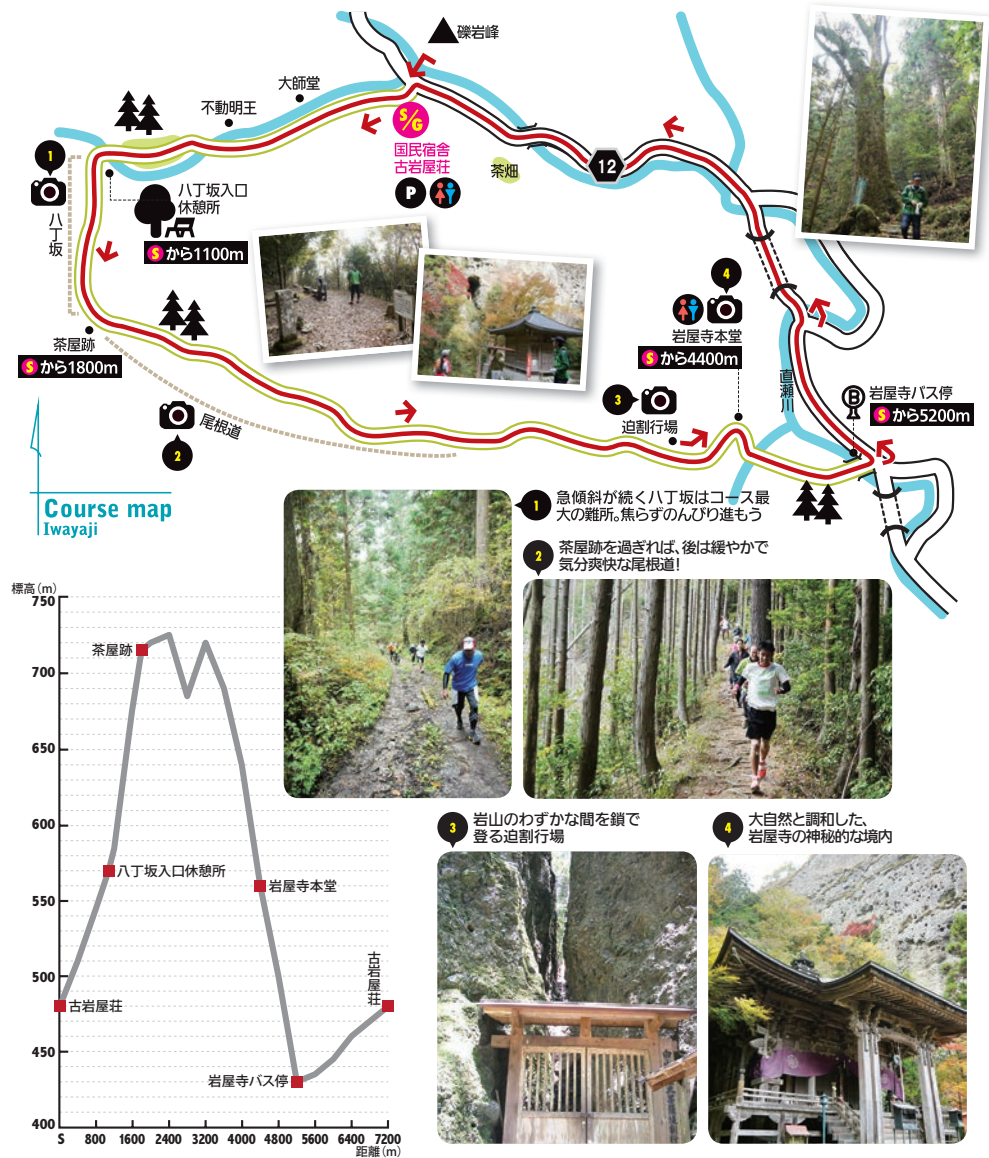 礫岩峰
大師堂
不動明王
S/G
国民宿舎
古岩屋荘
P
茶畑
12
1
八丁坂
八丁坂入口
休憩所
Sから1100m
茶屋跡
Sから1800m
2
尾根道
3
迫割行場
4
岩屋寺本堂
Sから4400m
直瀬川
B
岩屋寺バス停
Sから5200m
Course map
Iwayaji
1
急傾斜が続く八丁坂はコース最
大の難所。焦らずのんびり進もう
2
茶屋跡を過ぎれば、後は緩やかで
気分爽快な尾根道!
3
岩山のわずかな間を鎖で
登る迫割行場
4
大自然と調和した、
岩屋寺の神秘的な境内
標高(m)
750
700
650
600
550
500
450
400
茶屋跡
八丁坂入口休憩所
岩屋寺本堂
古岩屋荘
古岩屋荘
岩屋寺バス停
S 800 1600 2400 3200 4000 4800 5600 6400 7200
距離(m)